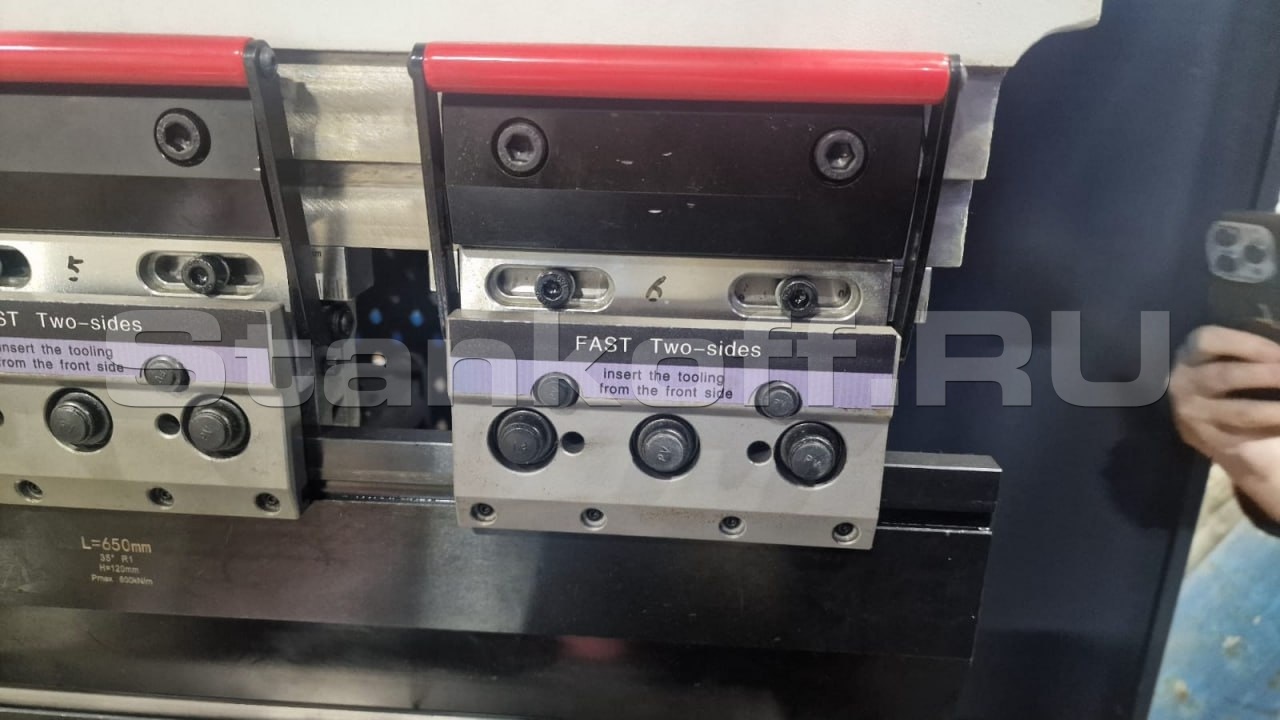 5
6
ST Two-sides
insert the tooling
from the front side
FAST Two-sides
insert the tooling
from the front side
Stankoff.RU
L=650mm
35° R1
H=120mm
Pmax 800kN/m